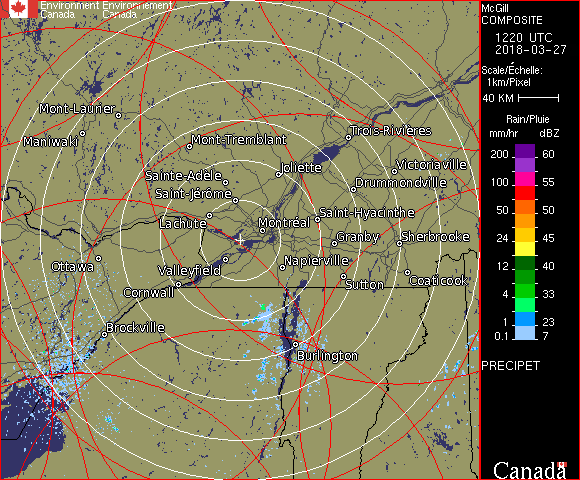 Environment Environnement
Canada Canada
McGill
COMPOSITE
1220 UTC
2018-03-27
Scale/Échelle:
1km/Pixel
40 KM
Rain/Pluie
mm/hr dBZ
200 60
100 55
50 50
24 45
12 40
4 33
1 23
0.1 7
PRECIPET
Canada
Mont-Laurier
Trois-Rivières
Maniwaki
Mont-Tremblant
Victoriaville
Joliette
Sainte-Adèle
Drummondville
Saint-Jérôme
Saint-Hyacinthe
Lachute
Montréal
Granby
Sherbrooke
Ottawa
Napierville
Valleyfield
Coaticook
Sutton
Cornwall
Brockville
Burlington